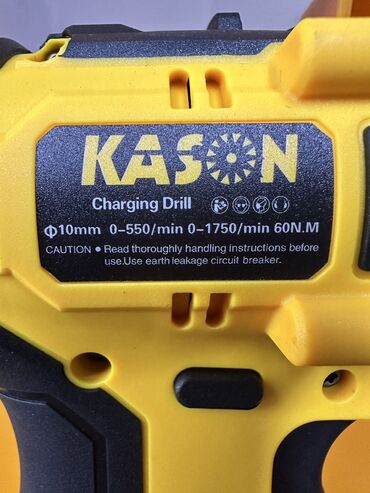 KASON
Charging Drill
Φ10mm 0-550/min 0-1750/min 60N.M
CAUTION ● Read thoroughly handling instructions before
use.Use earth leakage circuit breaker.